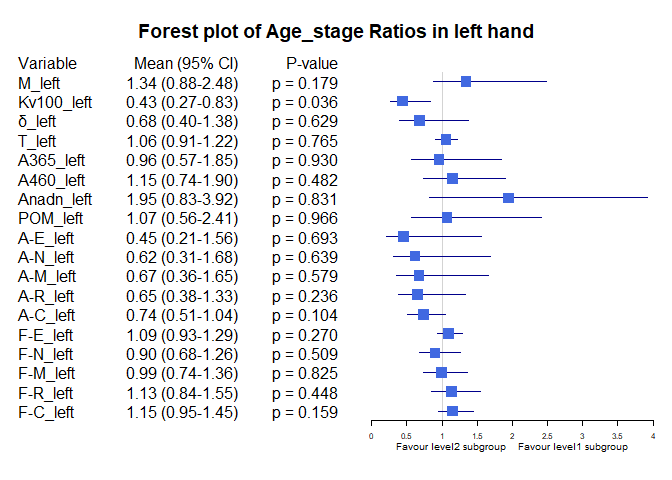 Forest plot of Age_stage Ratios in left hand
Variable Mean (95% CI) P-value
M_left 1.34 (0.88-2.48) p = 0.179
Kv100_left 0.43 (0.27-0.83) p = 0.036
δ_left 0.68 (0.40-1.38) p = 0.629
T_left 1.06 (0.91-1.22) p = 0.765
A365_left 0.96 (0.57-1.85) p = 0.930
A460_left 1.15 (0.74-1.90) p = 0.482
Anadn_left 1.95 (0.83-3.92) p = 0.831
POM_left 1.07 (0.56-2.41) p = 0.966
A-E_left 0.45 (0.21-1.56) p = 0.693
A-N_left 0.62 (0.31-1.68) p = 0.639
A-M_left 0.67 (0.36-1.65) p = 0.579
A-R_left 0.65 (0.38-1.33) p = 0.236
A-C_left 0.74 (0.51-1.04) p = 0.104
F-E_left 1.09 (0.93-1.29) p = 0.270
F-N_left 0.90 (0.68-1.26) p = 0.509
F-M_left 0.99 (0.74-1.36) p = 0.825
F-R_left 1.13 (0.84-1.55) p = 0.448
F-C_left 1.15 (0.95-1.45) p = 0.159
0 0.5 1 1.5 2 2.5 3 3.5 4
Favour level2 subgroup Favour level1 subgroup